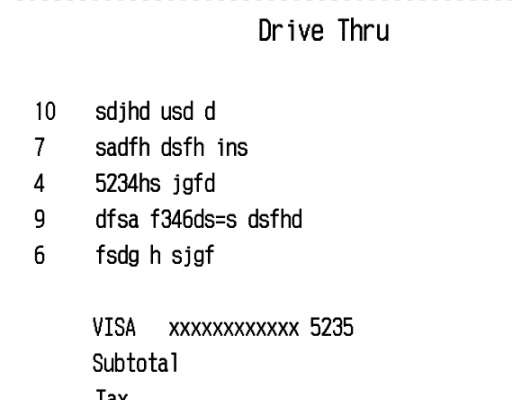 Drive Thru
10 sdjhd usd d
7 sadfh dsfh ins
4 5234hs jgfd
9 dfsa f346ds=s dsfhd
6 fsdg h sjgf
VISA xxxxxxxxxxxx 5235
Subtotal
Tax